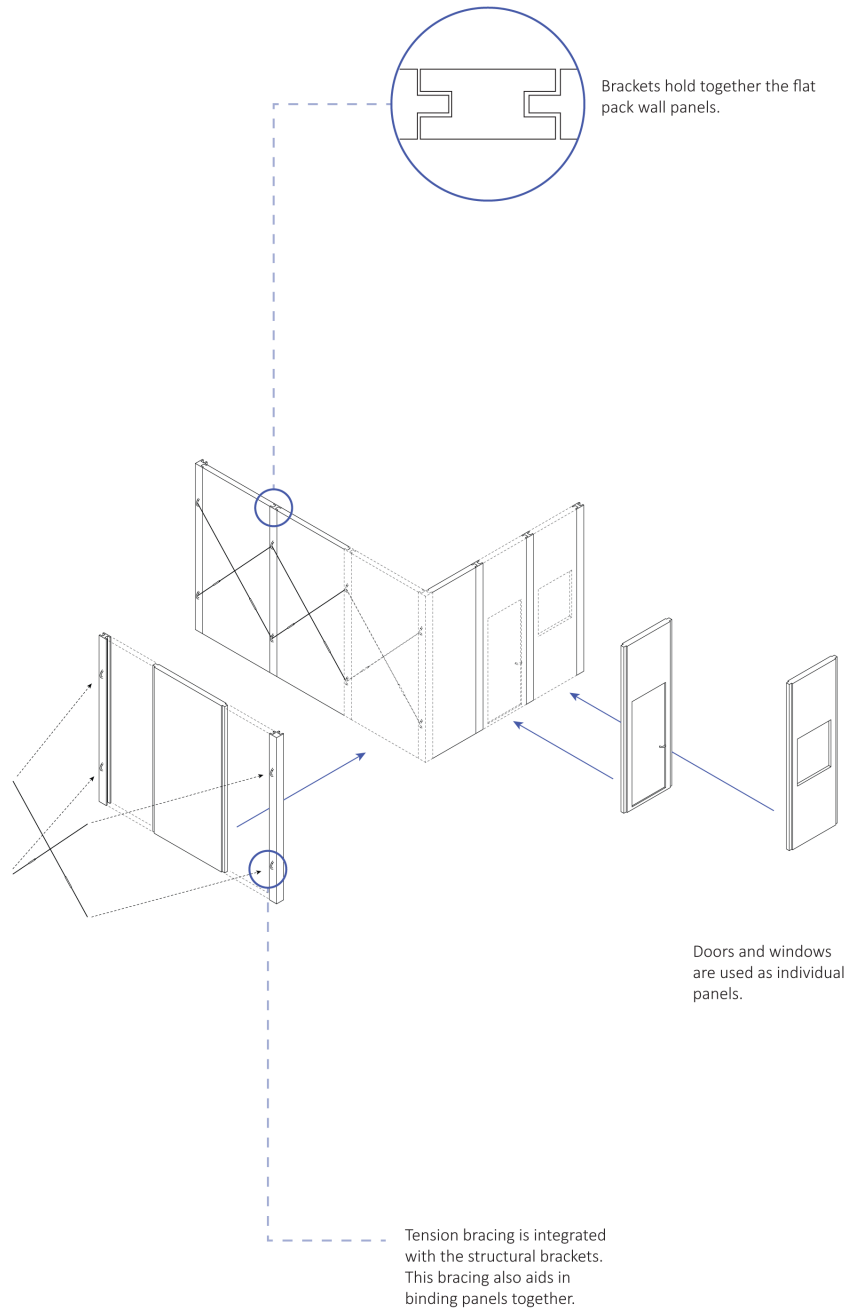 Brackets hold together the flat
pack wall panels.
Doors and windows
are used as individual
panels.
Tension bracing is integrated
with the structural brackets.
This bracing also aids in
binding panels together.